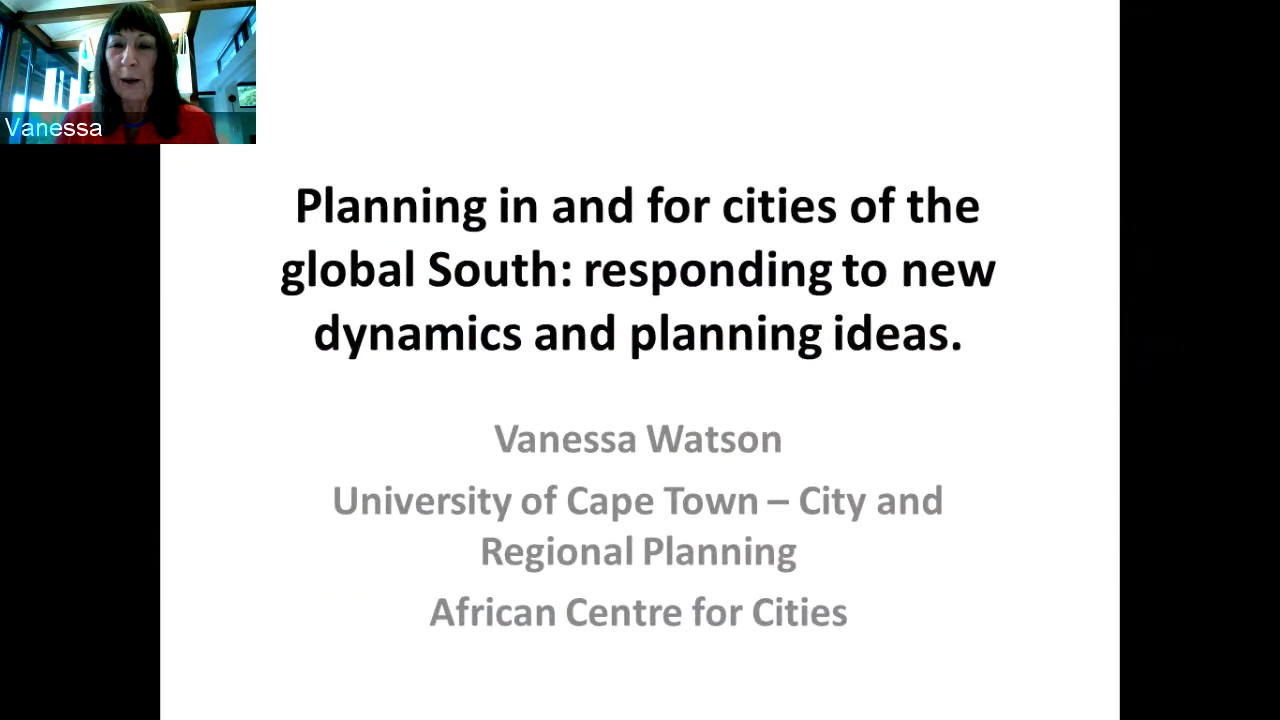 Vanessa
Planning in and for cities of the
global South: responding to new
dynamics and planning ideas.
Vanessa Watson
University of Cape Town – City and
Regional Planning
African Centre for Cities